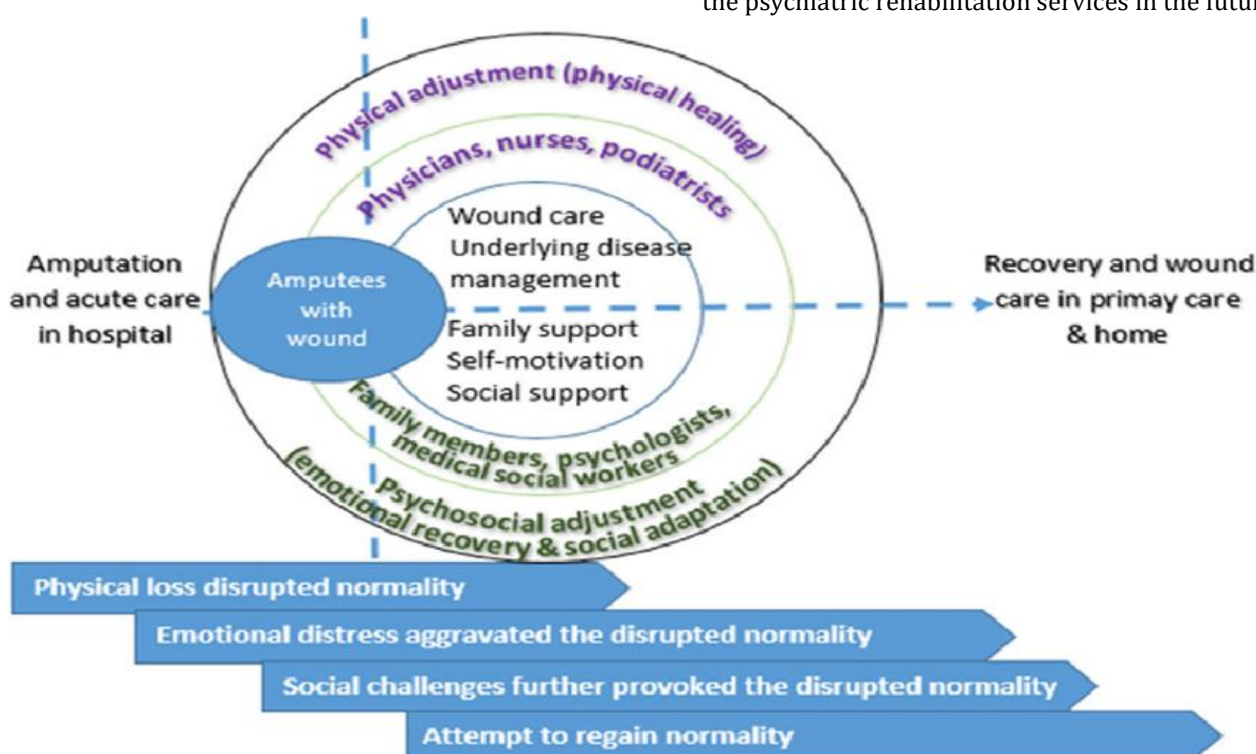 the psychiatric rehabilitation services in the futur
Physical adjustment (physical healing)
Physicians, nurses, podiatrists
Wound care
Underlying disease
management
Amputation
and acute care
in hospital
Amputees
with
wound
Recovery and wound
care in primay care
& home
Family support
Self-motivation
Social support
Family members, psychologists,
medical social workers
Psychosocial adjustment
(emotional recovery & social adaptation)
Physical loss disrupted normality
Emotional distress aggravated the disrupted normality
Social challenges further provoked the disrupted normality
Attempt to regain normality